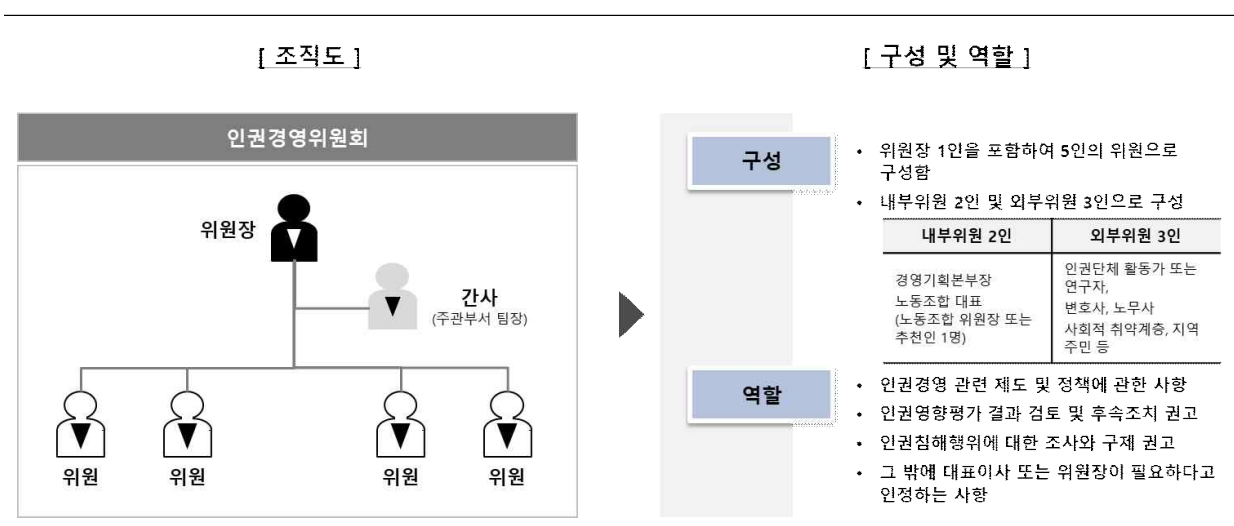 [ 조직도 ]
인권경영위원회
위원장
간사
(주관부서 팀장)
위원 위원 위원 위원
[ 구성 및 역할 ]
구성
• 위원장 1인을 포함하여 5인의 위원으로
구성함
• 내부위원 2인 및 외부위원 3인으로 구성
내부위원 2인 외부위원 3인
경영기획본부장
노동조합 대표
(노동조합 위원장 또는
추천인 1명)
인권단체 활동가 또는
연구자,
변호사, 노무사
사회적 취약계층, 지역
주민 등
역할
• 인권경영 관련 제도 및 정책에 관한 사항
• 인권영향평가 결과 검토 및 후속조치 권고
• 인권침해행위에 대한 조사와 구제 권고
• 그 밖에 대표이사 또는 위원장이 필요하다고
인정하는 사항